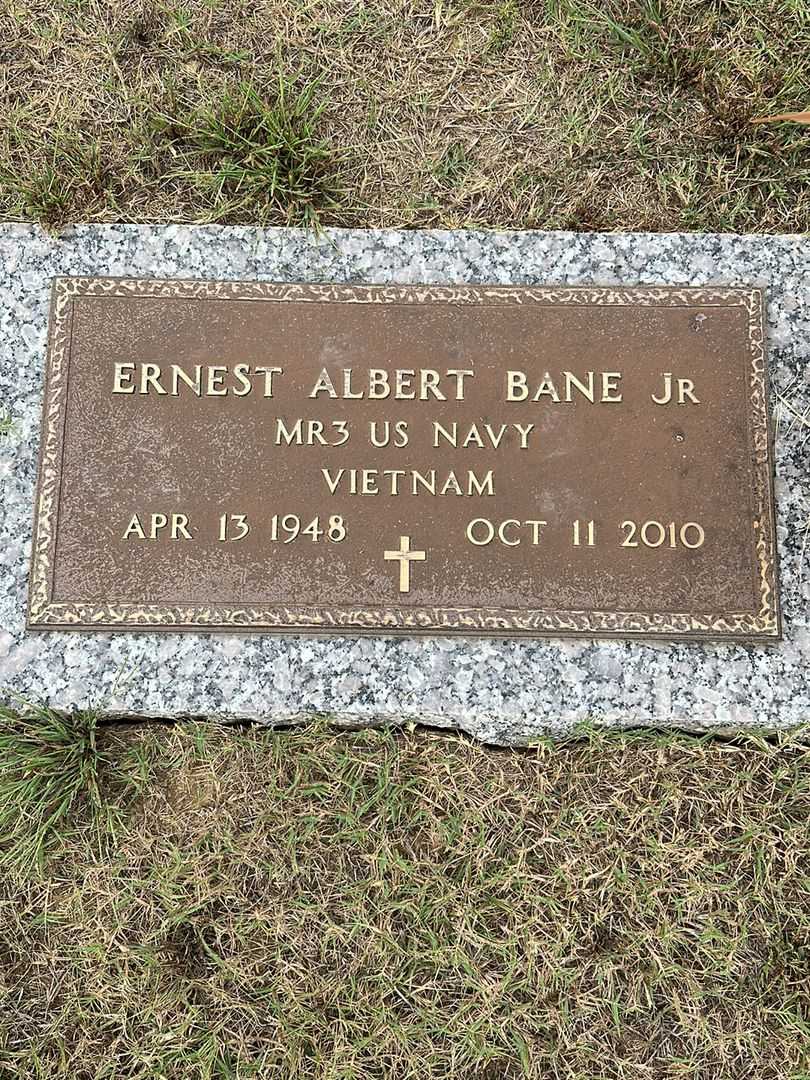 ERNEST ALBERT BANE JR
MR3 US NAVY
VIETNAM
APR 13 1948 OCT 11 2010